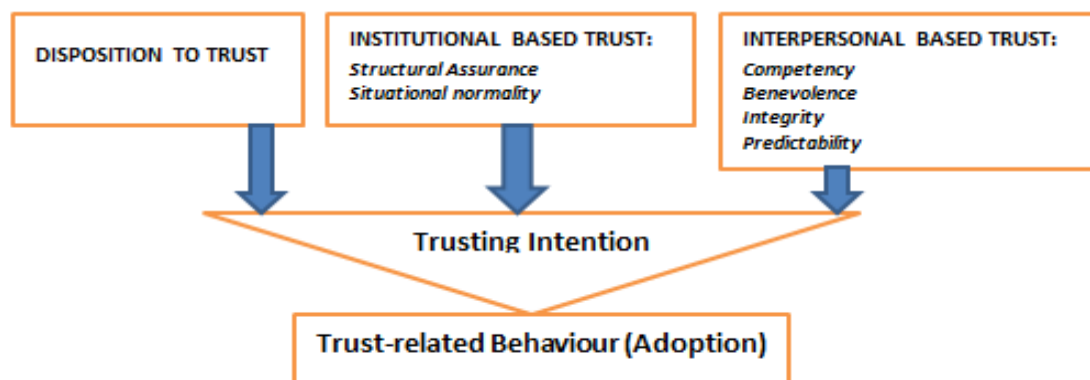 DISPOSITION TO TRUST
INSTITUTIONAL BASED TRUST:
Structural Assurance
Situational normality
INTERPERSONAL BASED TRUST:
Competency
Benevolence
Integrity
Predictability
Trusting Intention
Trust-related Behaviour (Adoption)